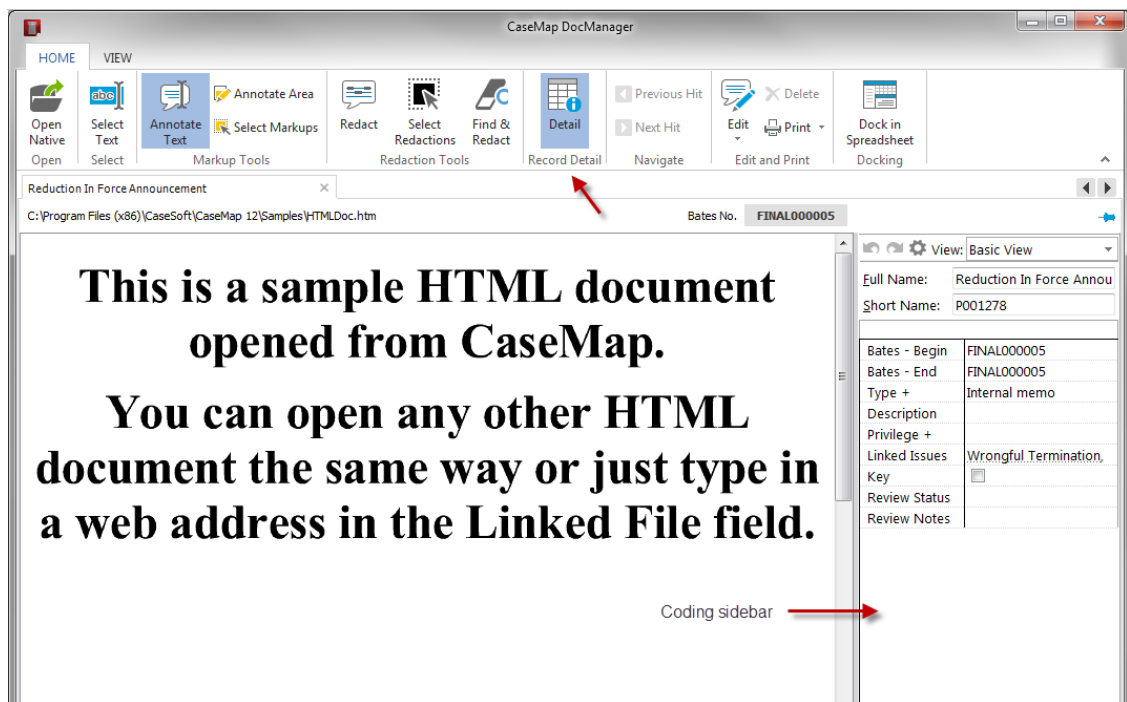 CaseMap DocManager
HOME VIEW
Open Native
Select Text
Annotate Text
Annotate Area
Select Markups
Redact
Select Redactions
Find & Redact
Detail
Previous Hit
Next Hit
Edit
Delete
Print
Dock in Spreadsheet
Open Select Markup Tools Redaction Tools Record Detail Navigate Edit and Print Docking
Reduction In Force Announcement
C:\Program Files (x86)\CaseSoft\CaseMap 12\Samples\HTMLDoc.htm Bates No. FINAL000005
This is a sample HTML document
opened from CaseMap.
You can open any other HTML
document the same way or just type in
a web address in the Linked File field.
Coding sidebar
View: Basic View
Full Name: Reduction In Force Annou
Short Name: P001278
Bates - Begin FINAL000005
Bates - End FINAL000005
Type + Internal memo
Description
Privilege +
Linked Issues Wrongful Termination,
Key
Review Status
Review Notes